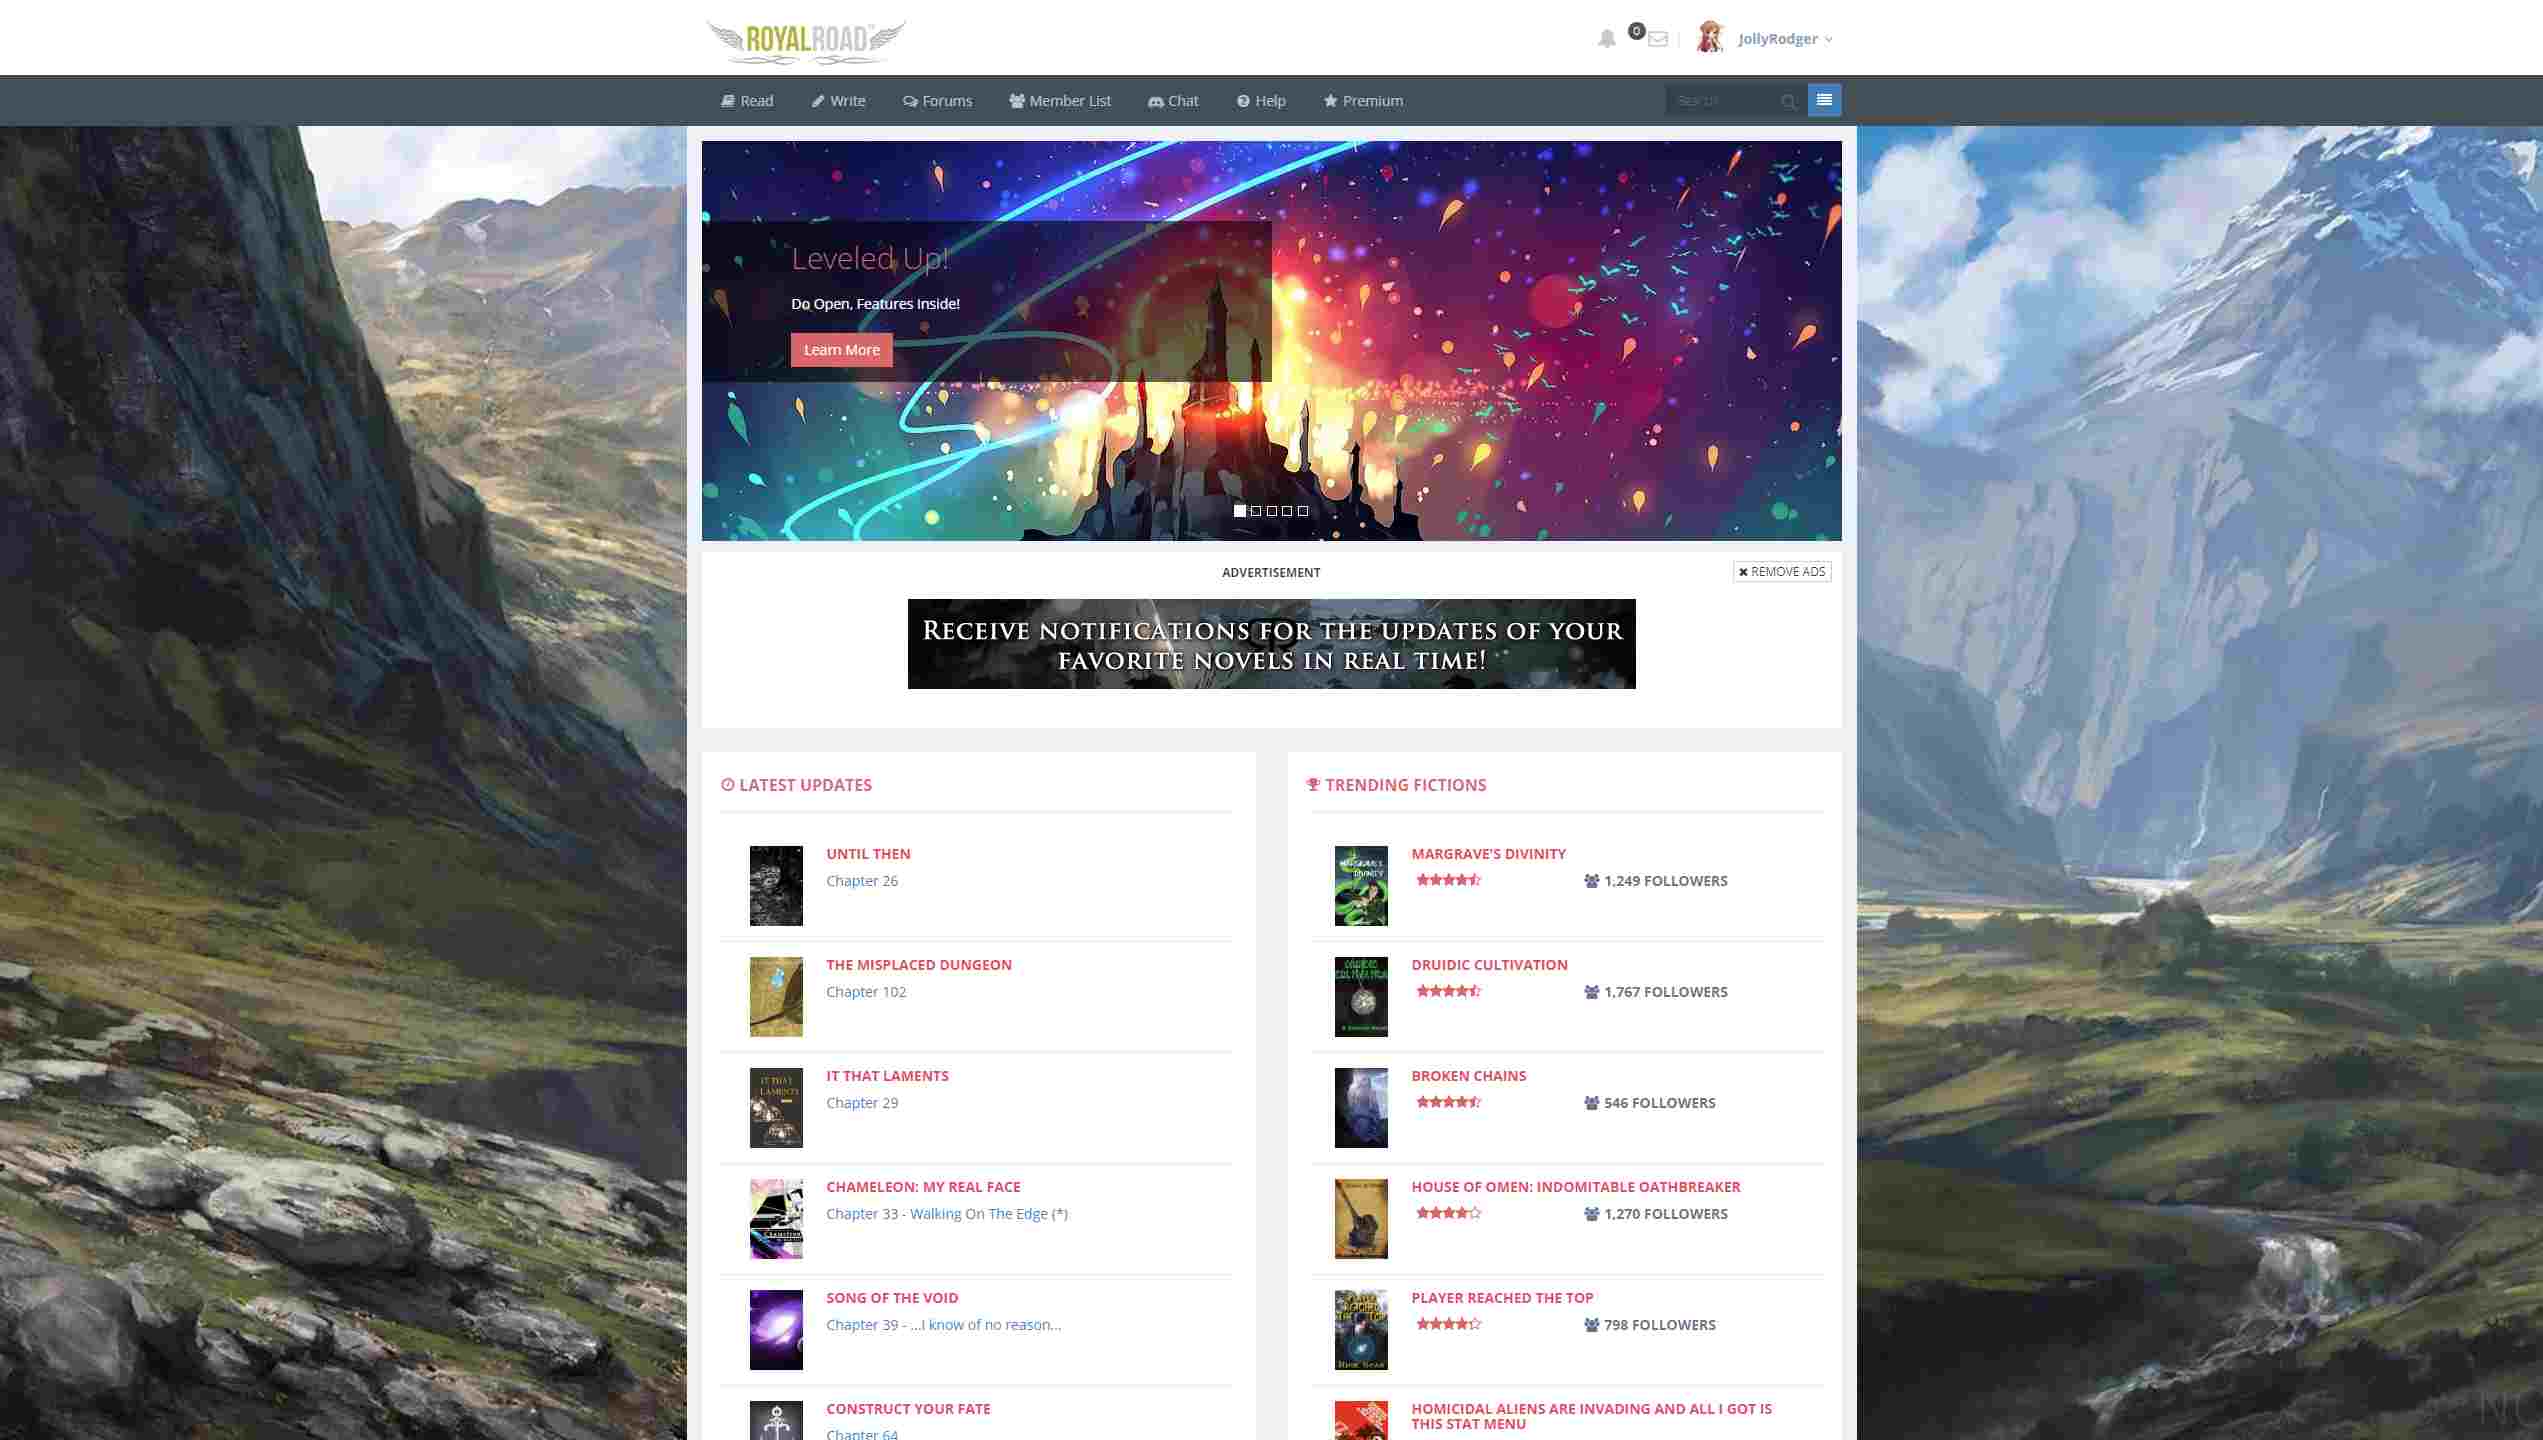 ROYALROAD
0
JollyRodger
Read
Write
Forums
Member List
Chat
Help
Premium
Search
Leveled Up!
Do Open, Features Inside!
Learn More
ADVERTISEMENT
REMOVE ADS
RECEIVE NOTIFICATIONS FOR THE UPDATES OF YOUR
FAVORITE NOVELS IN REAL TIME!
LATEST UPDATES
UNTIL THEN
Chapter 26
THE MISPLACED DUNGEON
Chapter 102
IT THAT LAMENTS
IT THAT
LAMENTS
Chapter 29
CHAMELEON: MY REAL FACE
Chapter 33 - Walking On The Edge (*)
SONG OF THE VOID
Chapter 39 - ...I know of no reason...
CONSTRUCT YOUR FATE
Chapter 64
TRENDING FICTIONS
MARGRAVE'S
DIVINITY
MARGRAVE'S DIVINITY
1,249 FOLLOWERS
DRUIDIC CULTIVATION
1,767 FOLLOWERS
BROKEN CHAINS
546 FOLLOWERS
HOUSE OF OMEN: INDOMITABLE OATHBREAKER
1,270 FOLLOWERS
PLAYER REACHED THE TOP
798 FOLLOWERS
HOMICIDAL ALIENS ARE INVADING AND ALL I GOT IS
THIS STAT MENU